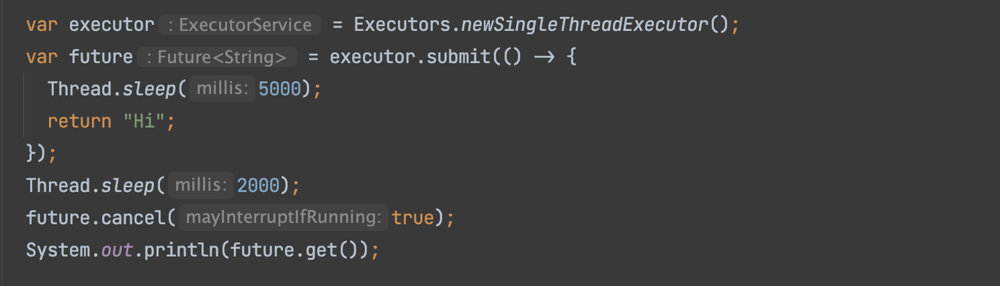 var executor : ExecutorService = Executors.newSingleThreadExecutor();
var future : Future<String> = executor.submit(() -> {
Thread.sleep( millis: 5000);
return "Hi";
});
Thread.sleep( millis: 2000);
future.cancel( mayInterruptIfRunning: true);
System.out.println(future.get());